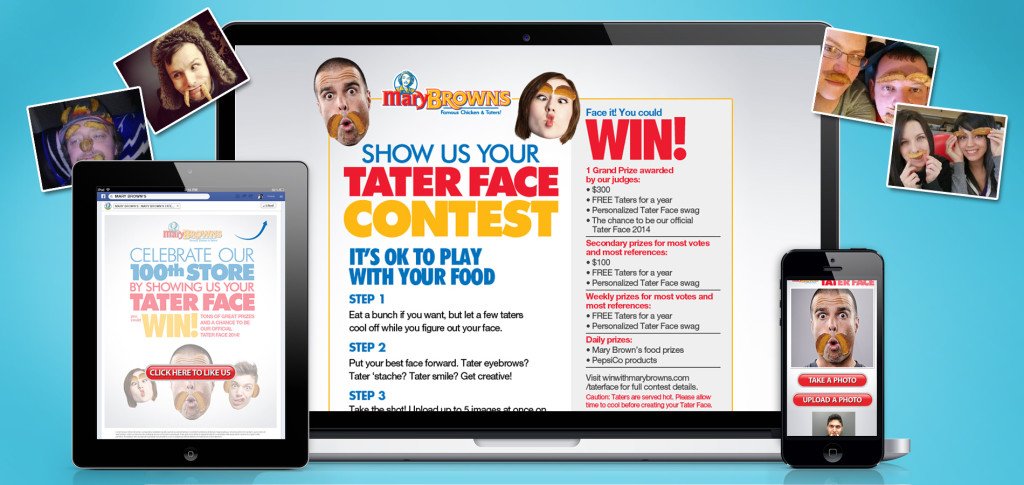 Mary BROWN'S
Famous Chicken & Taters!
SHOW US YOUR
TATER FACE
CONTEST
IT'S OK TO PLAY
WITH YOUR FOOD
STEP 1
Eat a bunch if you want, but let a few taters
cool off while you figure out your face.
STEP 2
Put your best face forward. Tater eyebrows?
Tater 'stache? Tater smile? Get creative!
STEP 3
Take the shot! Upload up to 5 images at once on
Face it! You could
WIN!
1 Grand Prize awarded
by our judges:
• $300
• FREE Taters for a year
• Personalized Tater Face swag
• The chance to be our official
Tater Face 2014
Secondary prizes for most votes
and most references:
• $100
• FREE Taters for a year
• Personalized Tater Face swag
Weekly prizes for most votes and
most references:
• FREE Taters for a year
• Personalized Tater Face swag
Daily prizes:
• Mary Brown's food prizes
• PepsiCo products
Visit winwithmarybrowns.com
/taterface for full contest details.
Caution: Taters are served hot. Please allow
time to cool before creating your Tater Face.
MARY BROWN'S
Mary BROWN'S
CELEBRATE OUR
100th STORE
BY SHOWING US YOUR
TATER FACE
WIN!
TONS OF GREAT PRIZES
AND A CHANCE TO BE
OUR OFFICIAL
TATER FACE 2014
CLICK HERE TO LIKE US
TATER FACE
TAKE A PHOTO
UPLOAD A PHOTO